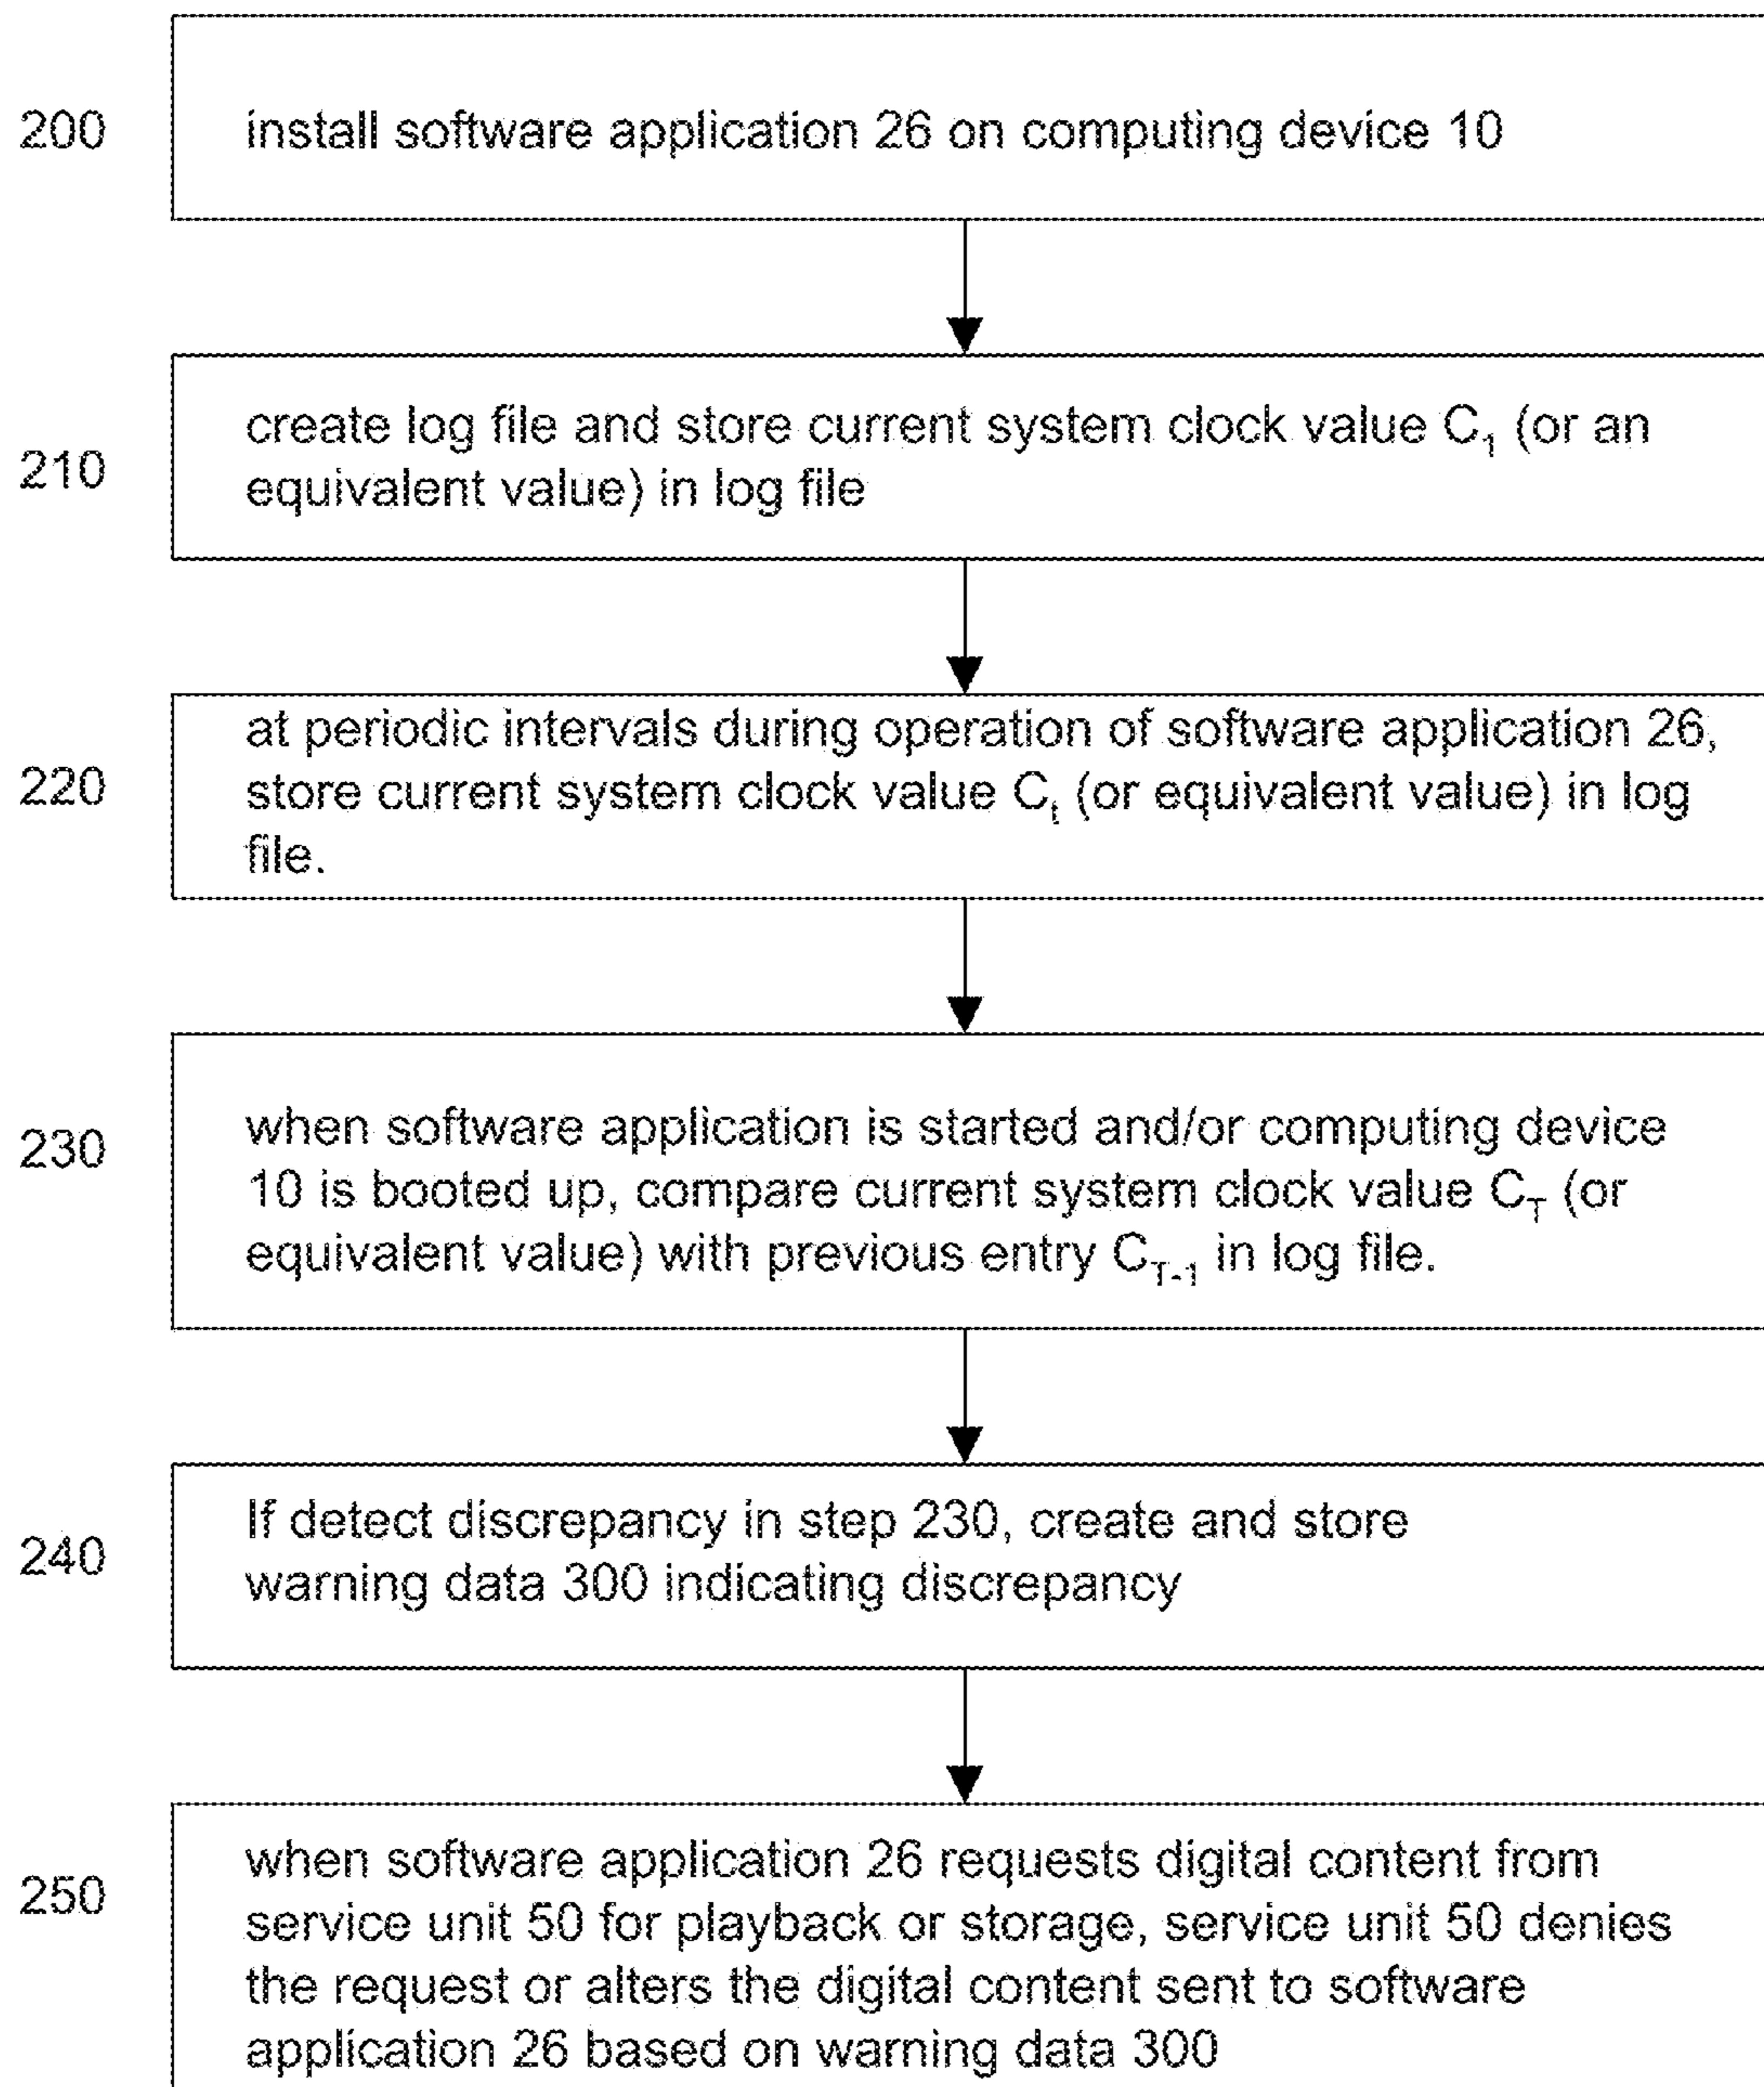 200
install software application 26 on computing device 10
210
create log file and store current system clock value C₁ (or an
equivalent value) in log file
220
at periodic intervals during operation of software application 26,
store current system clock value Cₜ (or equivalent value) in log
file.
230
when software application is started and/or computing device
10 is booted up, compare current system clock value C_T (or
equivalent value) with previous entry C_T-1 in log file.
240
If detect discrepancy in step 230, create and store
warning data 300 indicating discrepancy
250
when software application 26 requests digital content from
service unit 50 for playback or storage, service unit 50 denies
the request or alters the digital content sent to software
application 26 based on warning data 300